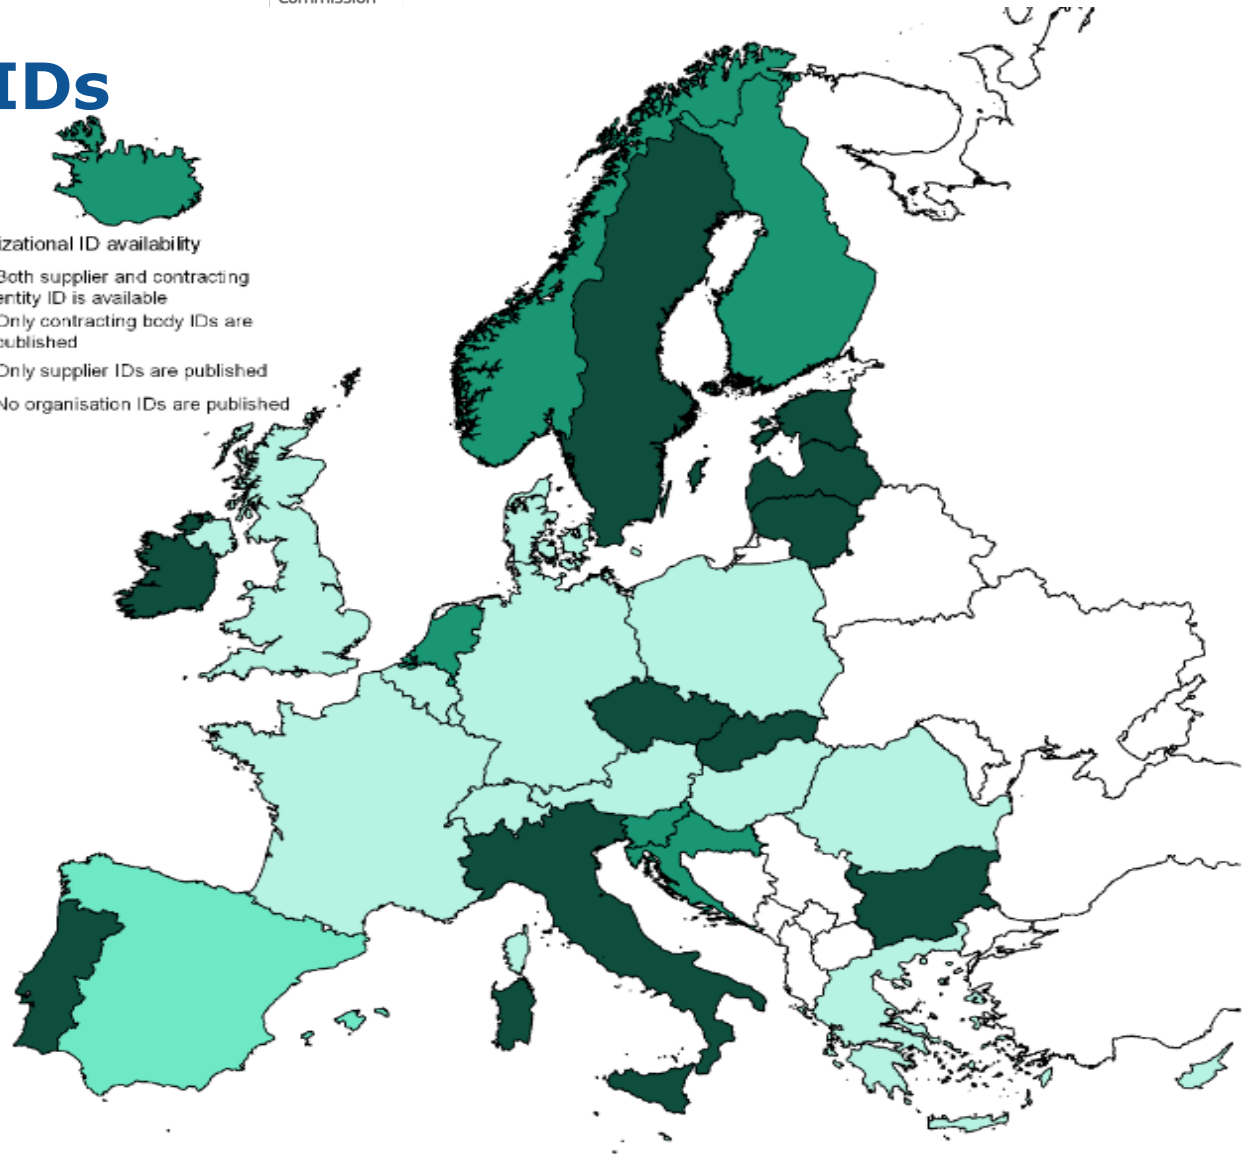 Commission
IDs
izational ID availability
Both supplier and contracting
entity ID is available
Only contracting body IDs are
published
Only supplier IDs are published
No organisation IDs are published